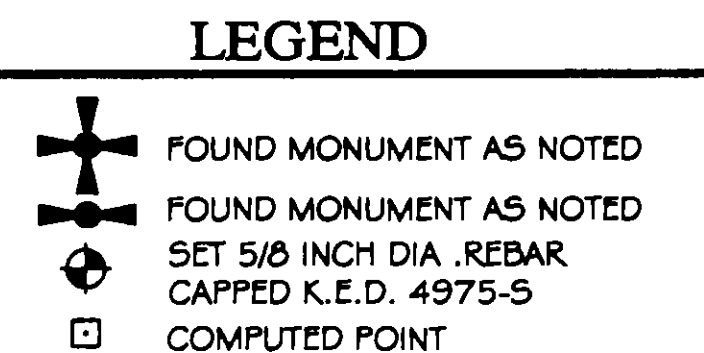 LEGEND
FOUND MONUMENT AS NOTED
FOUND MONUMENT AS NOTED
SET 5/8 INCH DIA .REBAR
CAPPED K.E.D. 4975-S
COMPUTED POINT